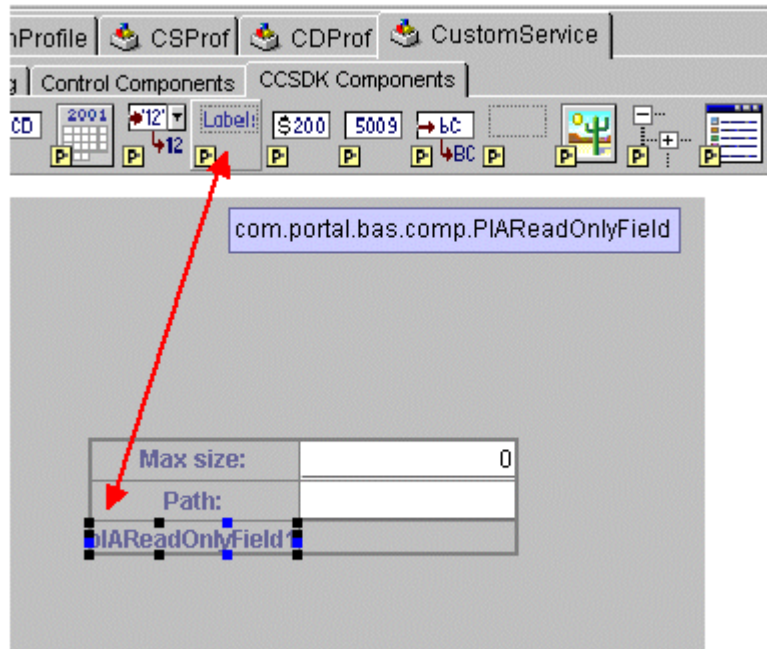 nProfile CSProf CDProf CustomService
g Control Components CCSDK Components
CD 2001 '12' Label: $200 5009 bC
P 12 P P P P BC P P P P
com.portal.bas.comp.PIAReadOnlyField
Max size: 0
Path:
pIAReadOnlyField1